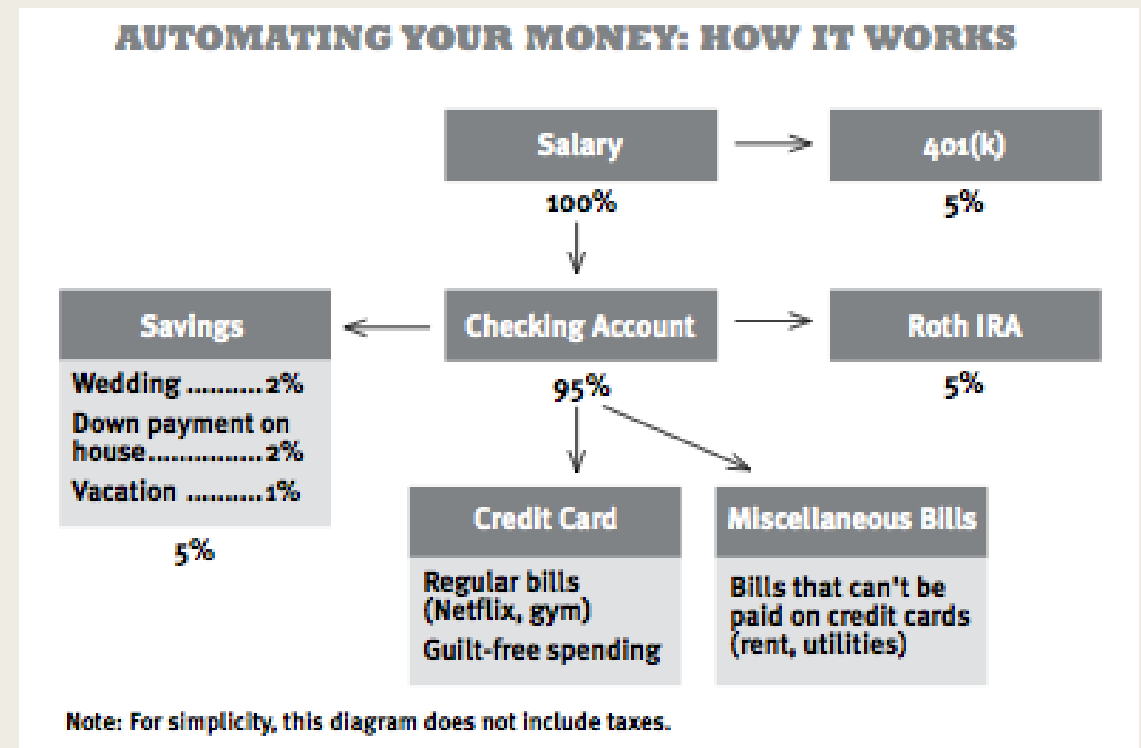 AUTOMATING YOUR MONEY: HOW IT WORKS
Salary
401(k)
100%
5%
Savings
Checking Account
Roth IRA
Wedding ..........2%
Down payment on
house................2%
Vacation ..........1%
5%
95%
5%
Credit Card
Miscellaneous Bills
Regular bills
(Netflix, gym)
Guilt-free spending
Bills that can't be
paid on credit cards
(rent, utilities)
Note: For simplicity, this diagram does not include taxes.